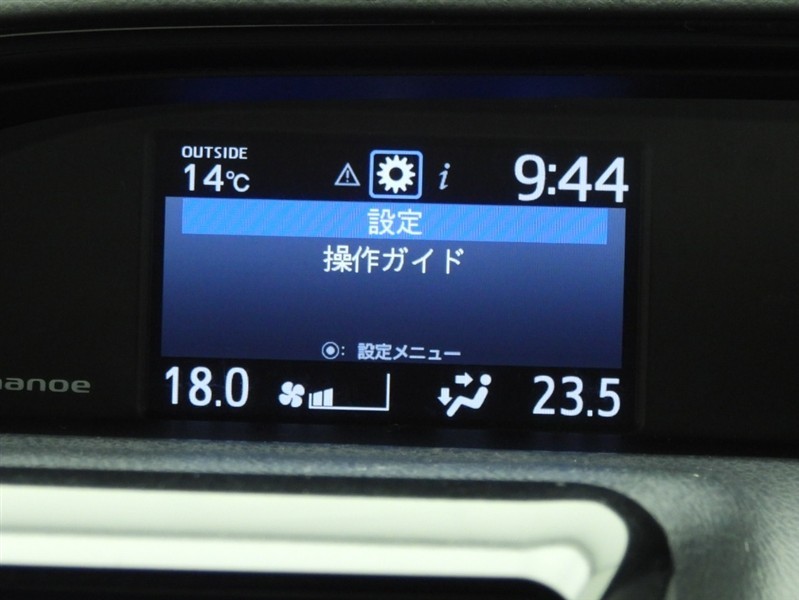 OUTSIDE
14℃
9:44
設定
操作ガイド
◉: 設定メニュー
nanoe
18.0
23.5